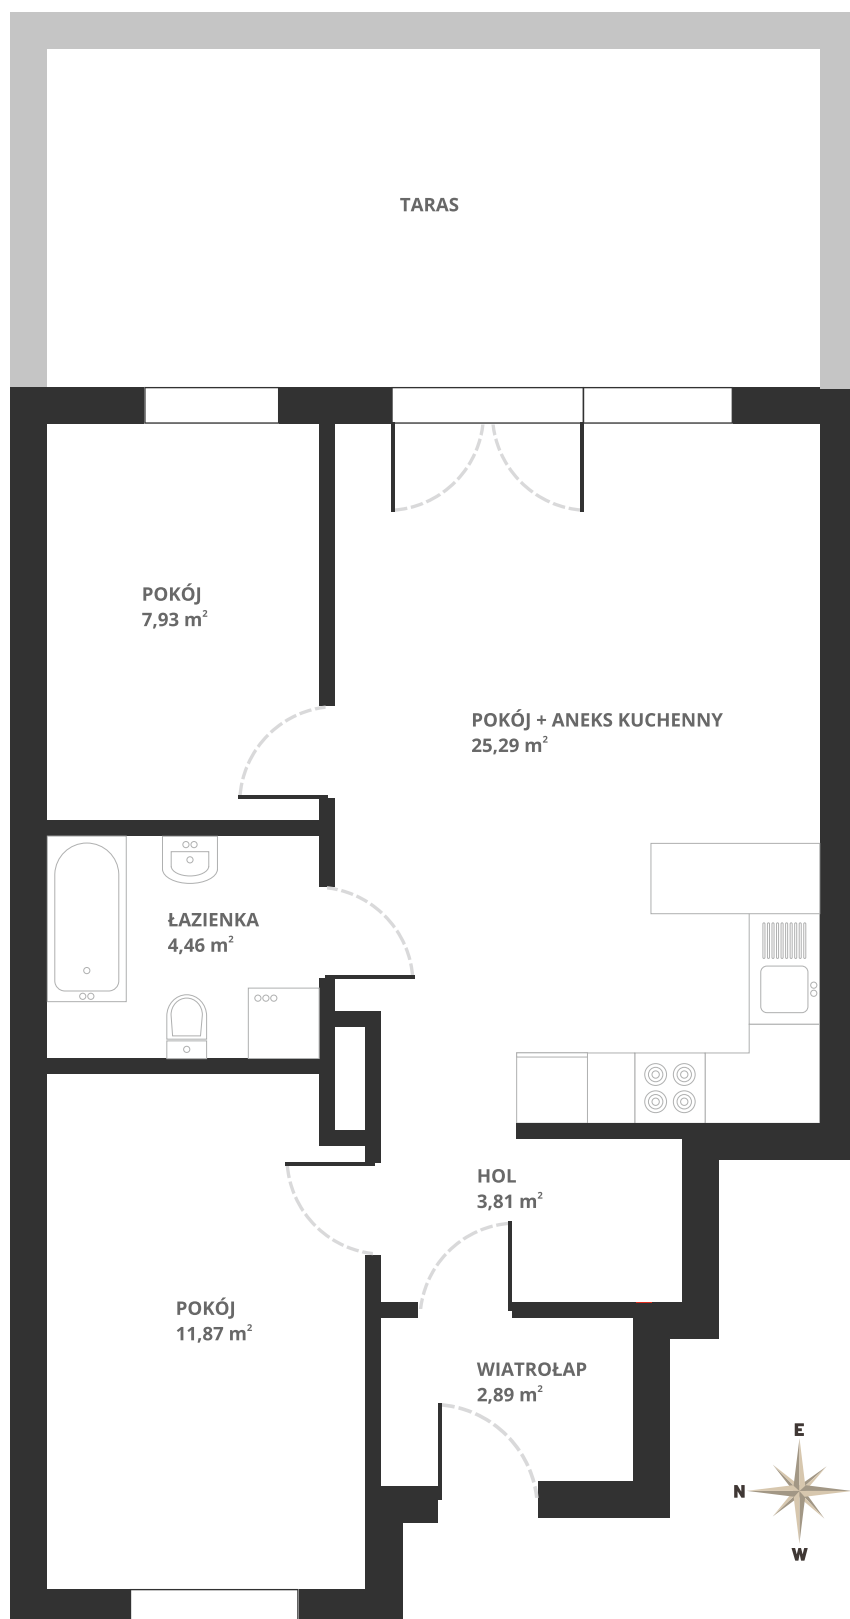 TARAS
POKÓJ
7,93 m²
POKÓJ + ANEKS KUCHENNY
25,29 m²
ŁAZIENKA
4,46 m²
HOL
3,81 m²
POKÓJ
11,87 m²
WIATROŁAP
2,89 m²
E
N
W